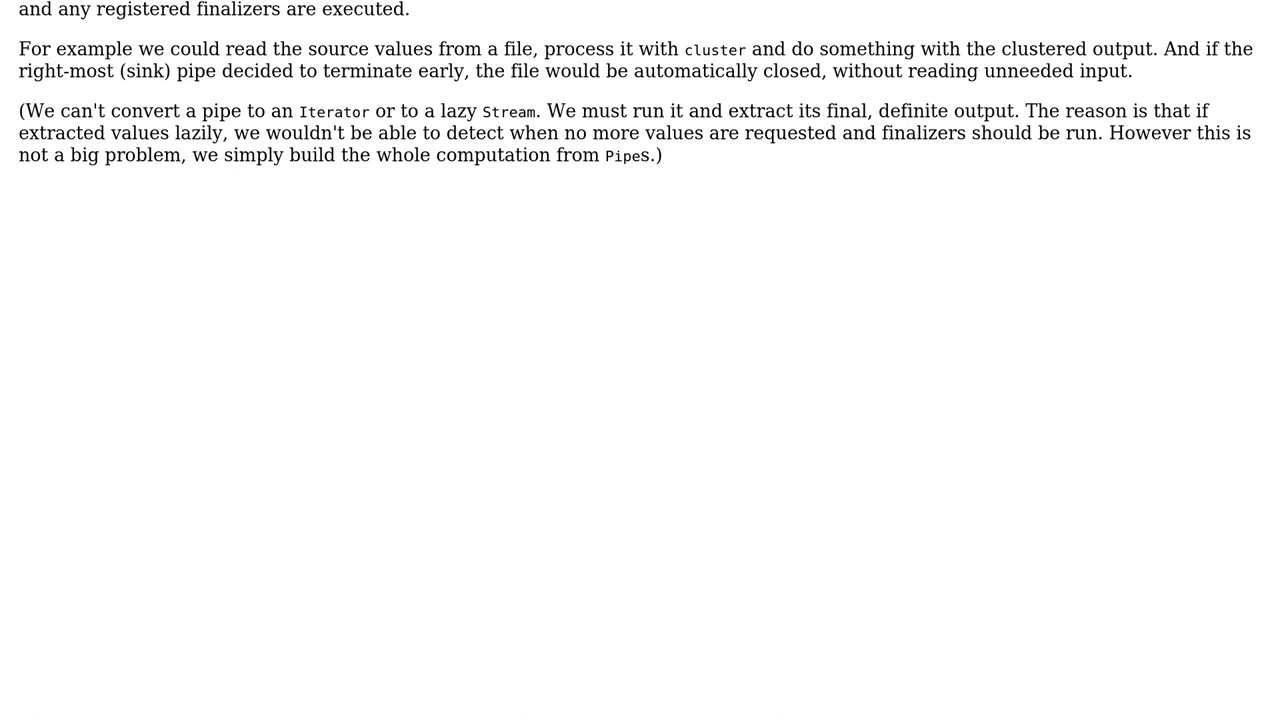 and any registered finalizers are executed.
For example we could read the source values from a file, process it with cluster and do something with the clustered output. And if the
right-most (sink) pipe decided to terminate early, the file would be automatically closed, without reading unneeded input.
(We can't convert a pipe to an Iterator or to a lazy Stream. We must run it and extract its final, definite output. The reason is that if
extracted values lazily, we wouldn't be able to detect when no more values are requested and finalizers should be run. However this is
not a big problem, we simply build the whole computation from Pipes.)